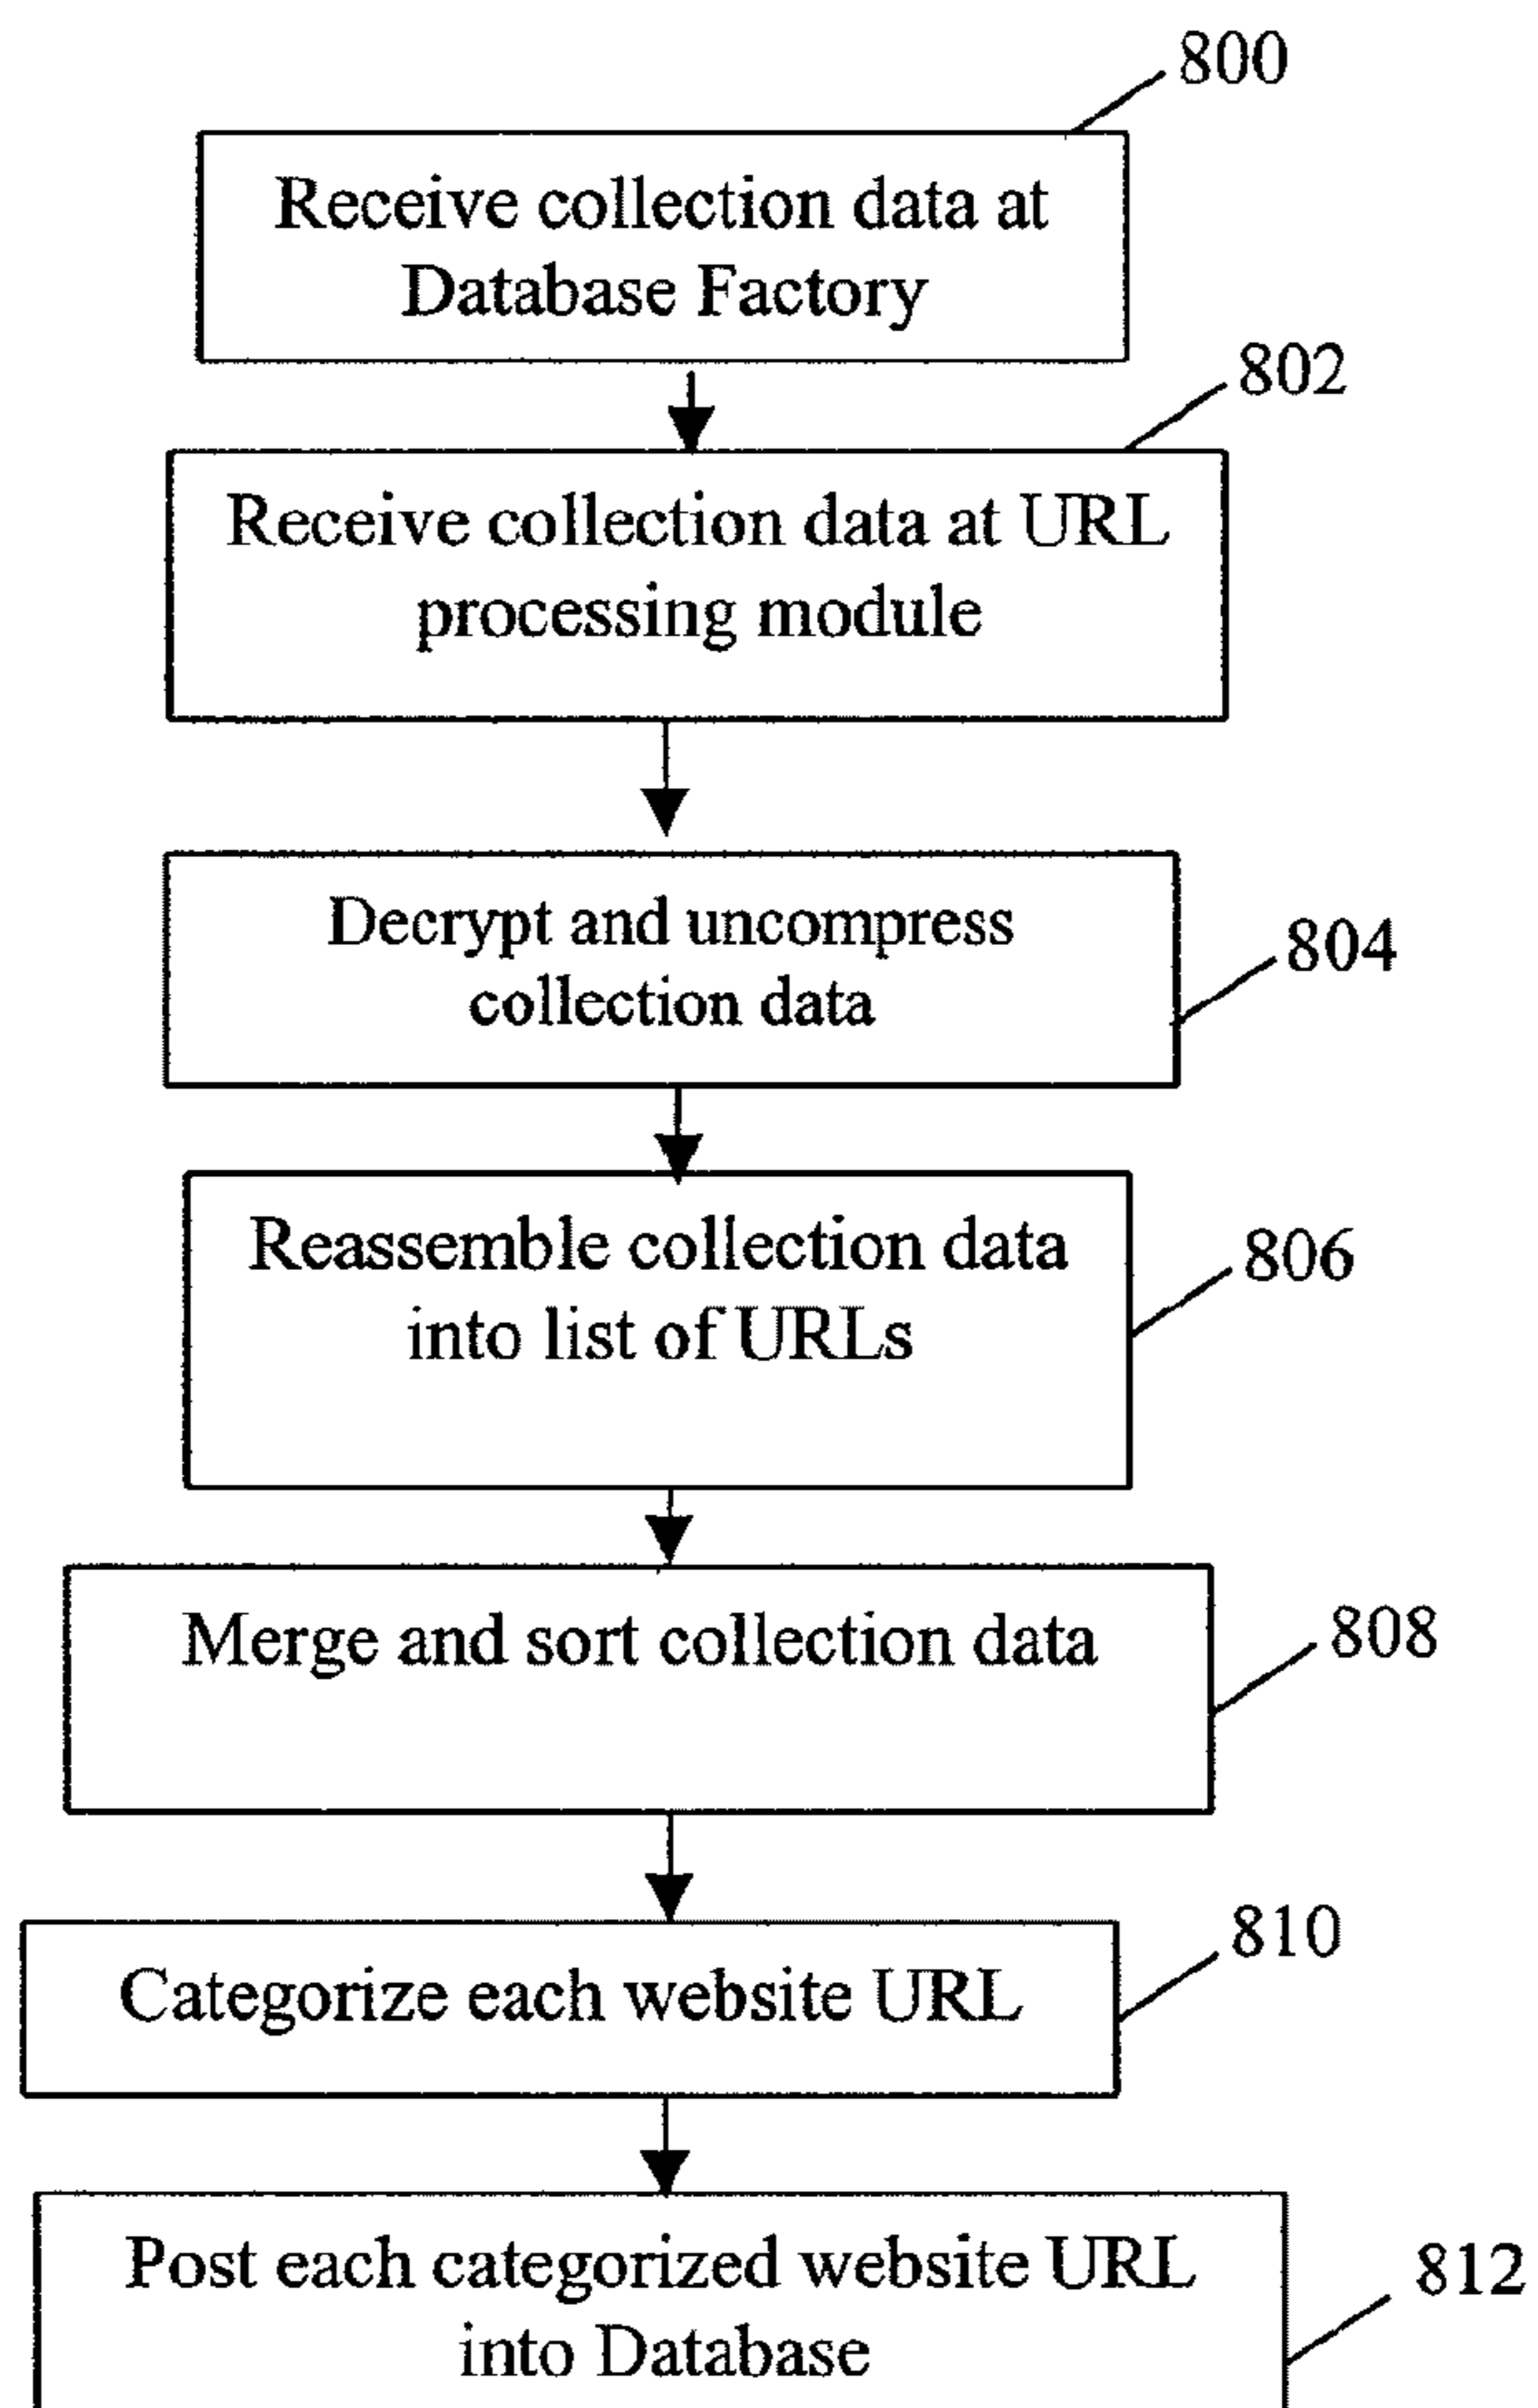 800
Receive collection data at
Database Factory
802
Receive collection data at URL
processing module
Decrypt and uncompress
collection data
804
Reassemble collection data
into list of URLs
806
Merge and sort collection data
808
Categorize each website URL
810
Post each categorized website URL
into Database
812